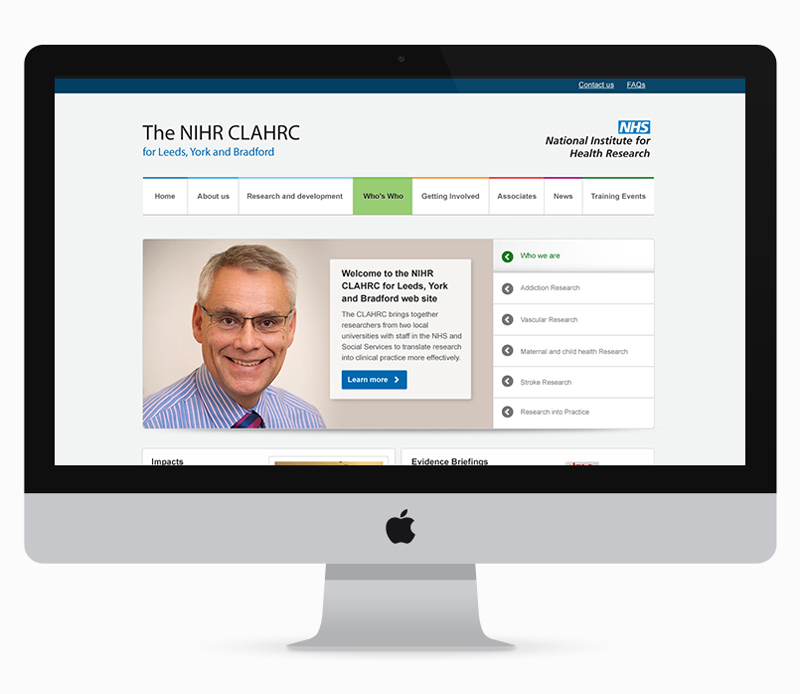 Contact us FAQs
The NIHR CLAHRC
for Leeds, York and Bradford
NHS
National Institute for
Health Research
Home About us Research and development Who's Who Getting Involved Associates News Training Events
Welcome to the NIHR
CLAHRC for Leeds, York
and Bradford web site
The CLAHRC brings together
researchers from two local
universities with staff in the NHS and
Social Services to translate research
into clinical practice more effectively.
Learn more
Who we are
Addiction Research
Vascular Research
Maternal and child health Research
Stroke Research
Research into Practice
Impacts
Evidence Briefings